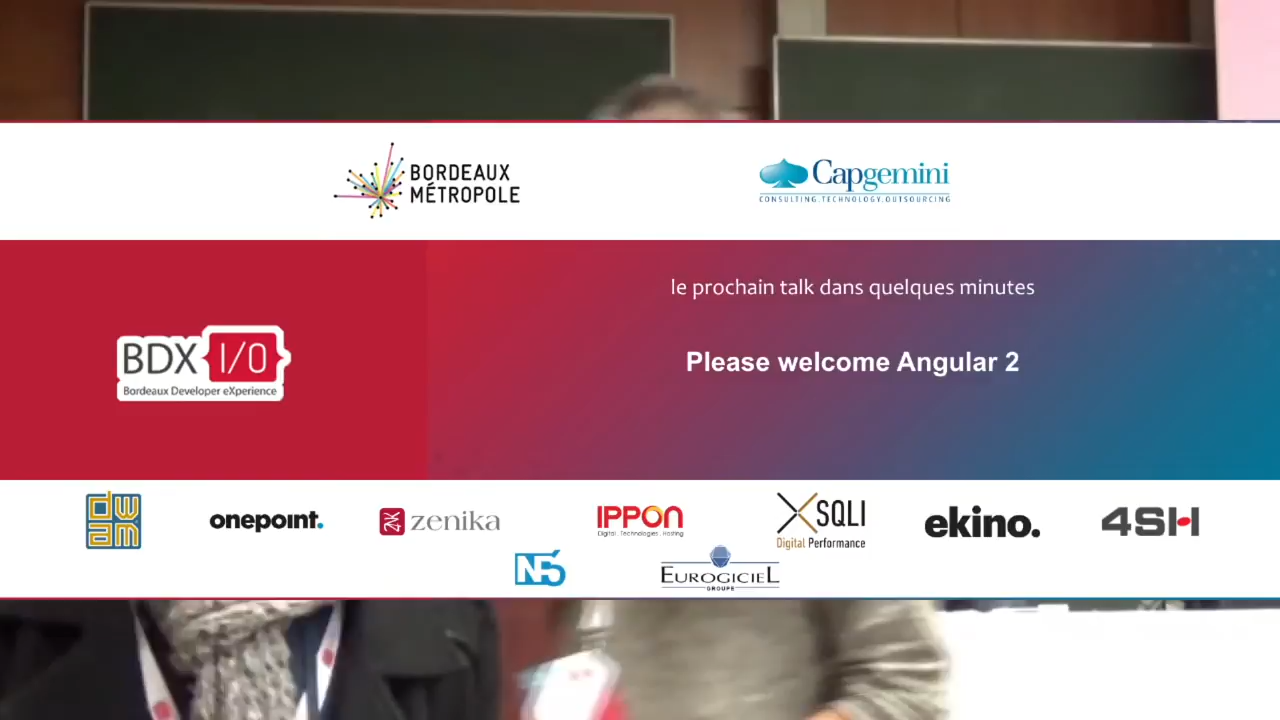 BORDEAUX
MÉTROPOLE
Capgemini
CONSULTING.TECHNOLOGY.OUTSOURCING
le prochain talk dans quelques minutes
Please welcome Angular 2
BDX I/O
Bordeaux Developer eXperience
onepoint.
zenika
IPPON
Digital . Technologies . Hosting
SQLI
Digital Performance
ekino.
4SH
EUROGICIEL
GROUPE